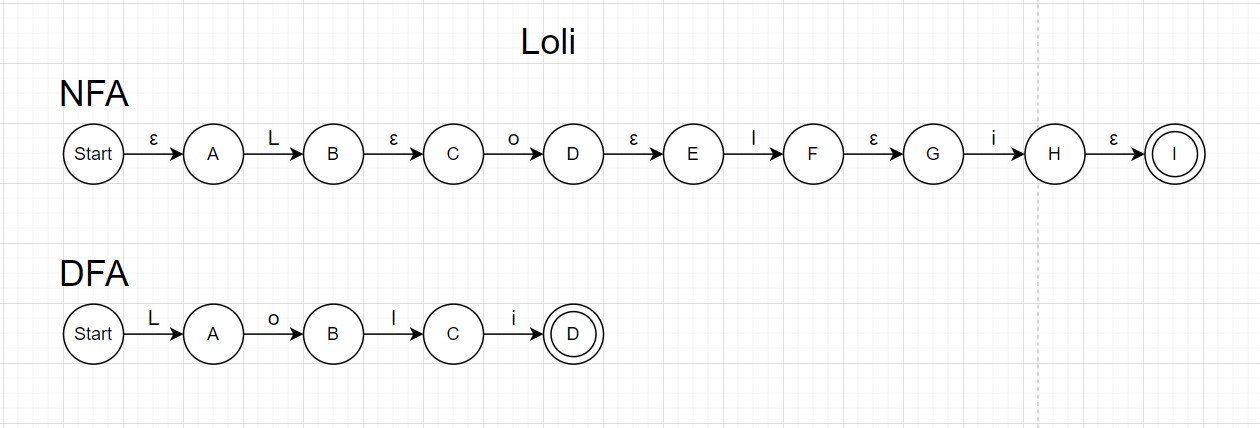 Loli
NFA
ε L ε o ε l ε i ε
Start A B C D E F G H I
DFA
L o l i
Start A B C D